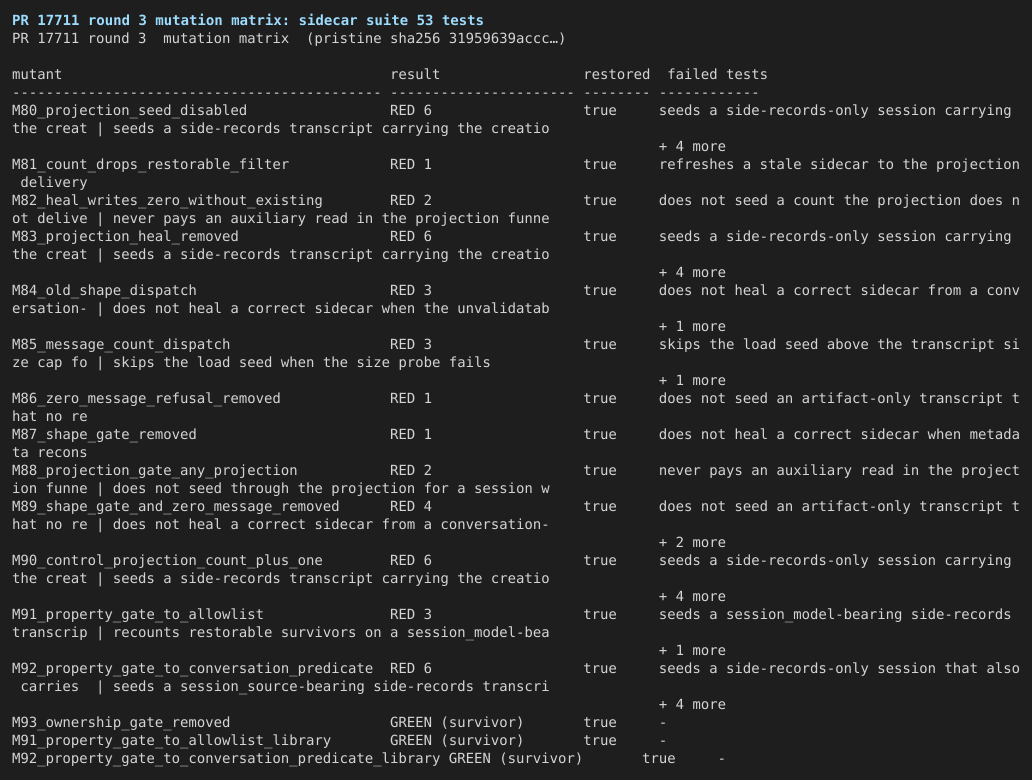 PR 17711 round 3 mutation matrix: sidecar suite 53 tests
PR 17711 round 3  mutation matrix  (pristine sha256 31959639accc…)
mutant                                       result                 restored  failed tests
-------------------------------------------- ---------------------- -------- ------------
M80_projection_seed_disabled                 RED 6                  true     seeds a side-records-only session carrying
the creat | seeds a side-records transcript carrying the creatio
+ 4 more
M81_count_drops_restorable_filter            RED 1                  true     refreshes a stale sidecar to the projection
delivery
M82_heal_writes_zero_without_existing        RED 2                  true     does not seed a count the projection does n
ot delive | never pays an auxiliary read in the projection funne
M83_projection_heal_removed                  RED 6                  true     seeds a side-records-only session carrying
the creat | seeds a side-records transcript carrying the creatio
+ 4 more
M84_old_shape_dispatch                       RED 3                  true     does not heal a correct sidecar from a conv
ersation- | does not heal a correct sidecar when the unvalidatab
+ 1 more
M85_message_count_dispatch                   RED 3                  true     skips the load seed above the transcript si
ze cap fo | skips the load seed when the size probe fails
+ 1 more
M86_zero_message_refusal_removed             RED 1                  true     does not seed an artifact-only transcript t
hat no re
M87_shape_gate_removed                       RED 1                  true     does not heal a correct sidecar when metada
ta recons
M88_projection_gate_any_projection           RED 2                  true     never pays an auxiliary read in the project
ion funne | does not seed through the projection for a session w
M89_shape_gate_and_zero_message_removed      RED 4                  true     does not seed an artifact-only transcript t
hat no re | does not heal a correct sidecar from a conversation-
+ 2 more
M90_control_projection_count_plus_one        RED 6                  true     seeds a side-records-only session carrying
the creat | seeds a side-records transcript carrying the creatio
+ 4 more
M91_property_gate_to_allowlist               RED 3                  true     seeds a session_model-bearing side-records
transcrip | recounts restorable survivors on a session_model-bea
+ 1 more
M92_property_gate_to_conversation_predicate  RED 6                  true     seeds a side-records-only session that also
carries  | seeds a session_source-bearing side-records transcri
+ 4 more
M93_ownership_gate_removed                   GREEN (survivor)       true     -
M91_property_gate_to_allowlist_library       GREEN (survivor)       true     -
M92_property_gate_to_conversation_predicate_library GREEN (survivor)       true     -